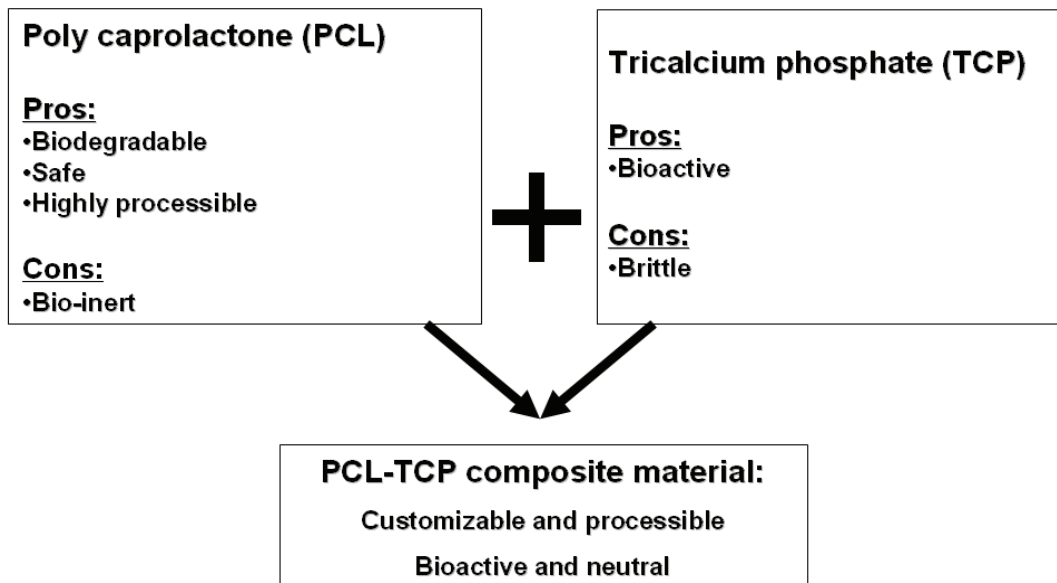 Poly caprolactone (PCL)
Pros:
•Biodegradable
•Safe
•Highly processible
Cons:
•Bio-inert
Tricalcium phosphate (TCP)
Pros:
•Bioactive
Cons:
•Brittle
PCL-TCP composite material:
Customizable and processible
Bioactive and neutral